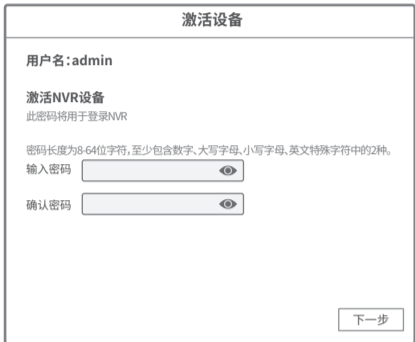 激活设备
用户名：admin
激活NVR设备
此密码将用于登录NVR
密码长度为8-64位字符，至少包含数字、大写字母、小写字母、英文特殊字符中的2种。
输入密码
确认密码
下一步